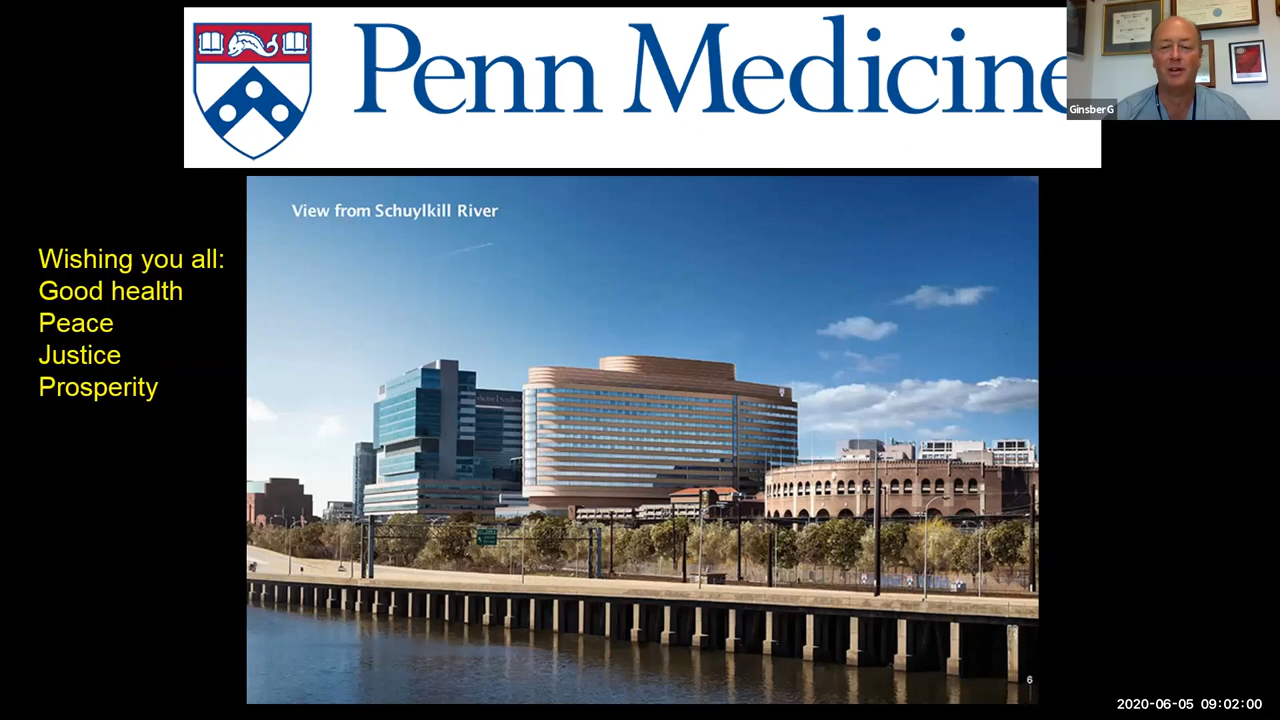 Penn Medicine
GinsberG
View from Schuylkill River
Wishing you all:
Good health
Peace
Justice
Prosperity
6
2020-06-05 09:02:00